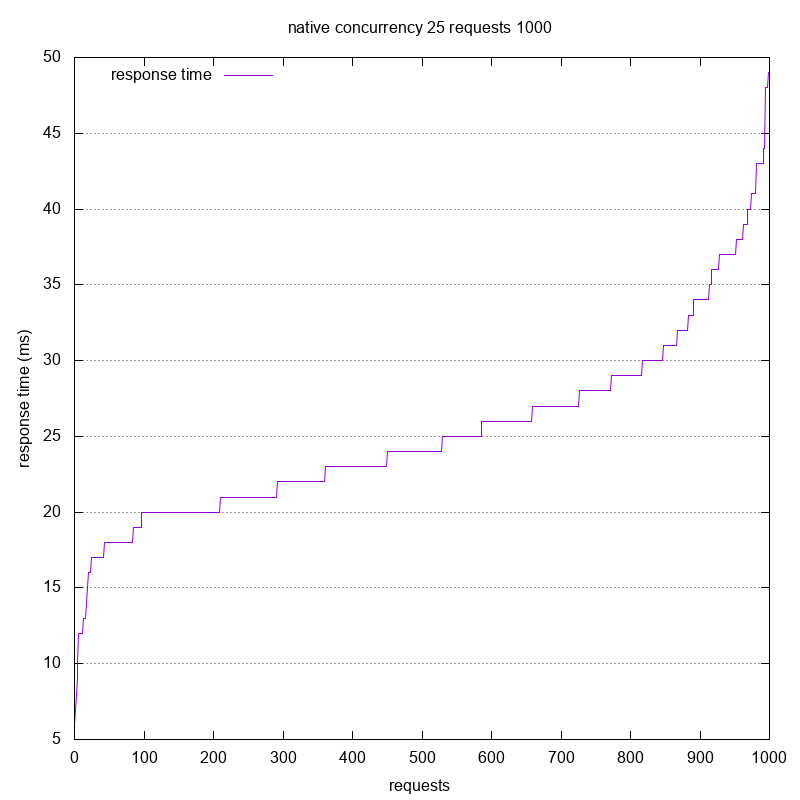 native concurrency 25 requests 1000
50
response time
45
40
35
30
response time (ms)
25
20
15
10
5
0 100 200 300 400 500 600 700 800 900 1000
requests